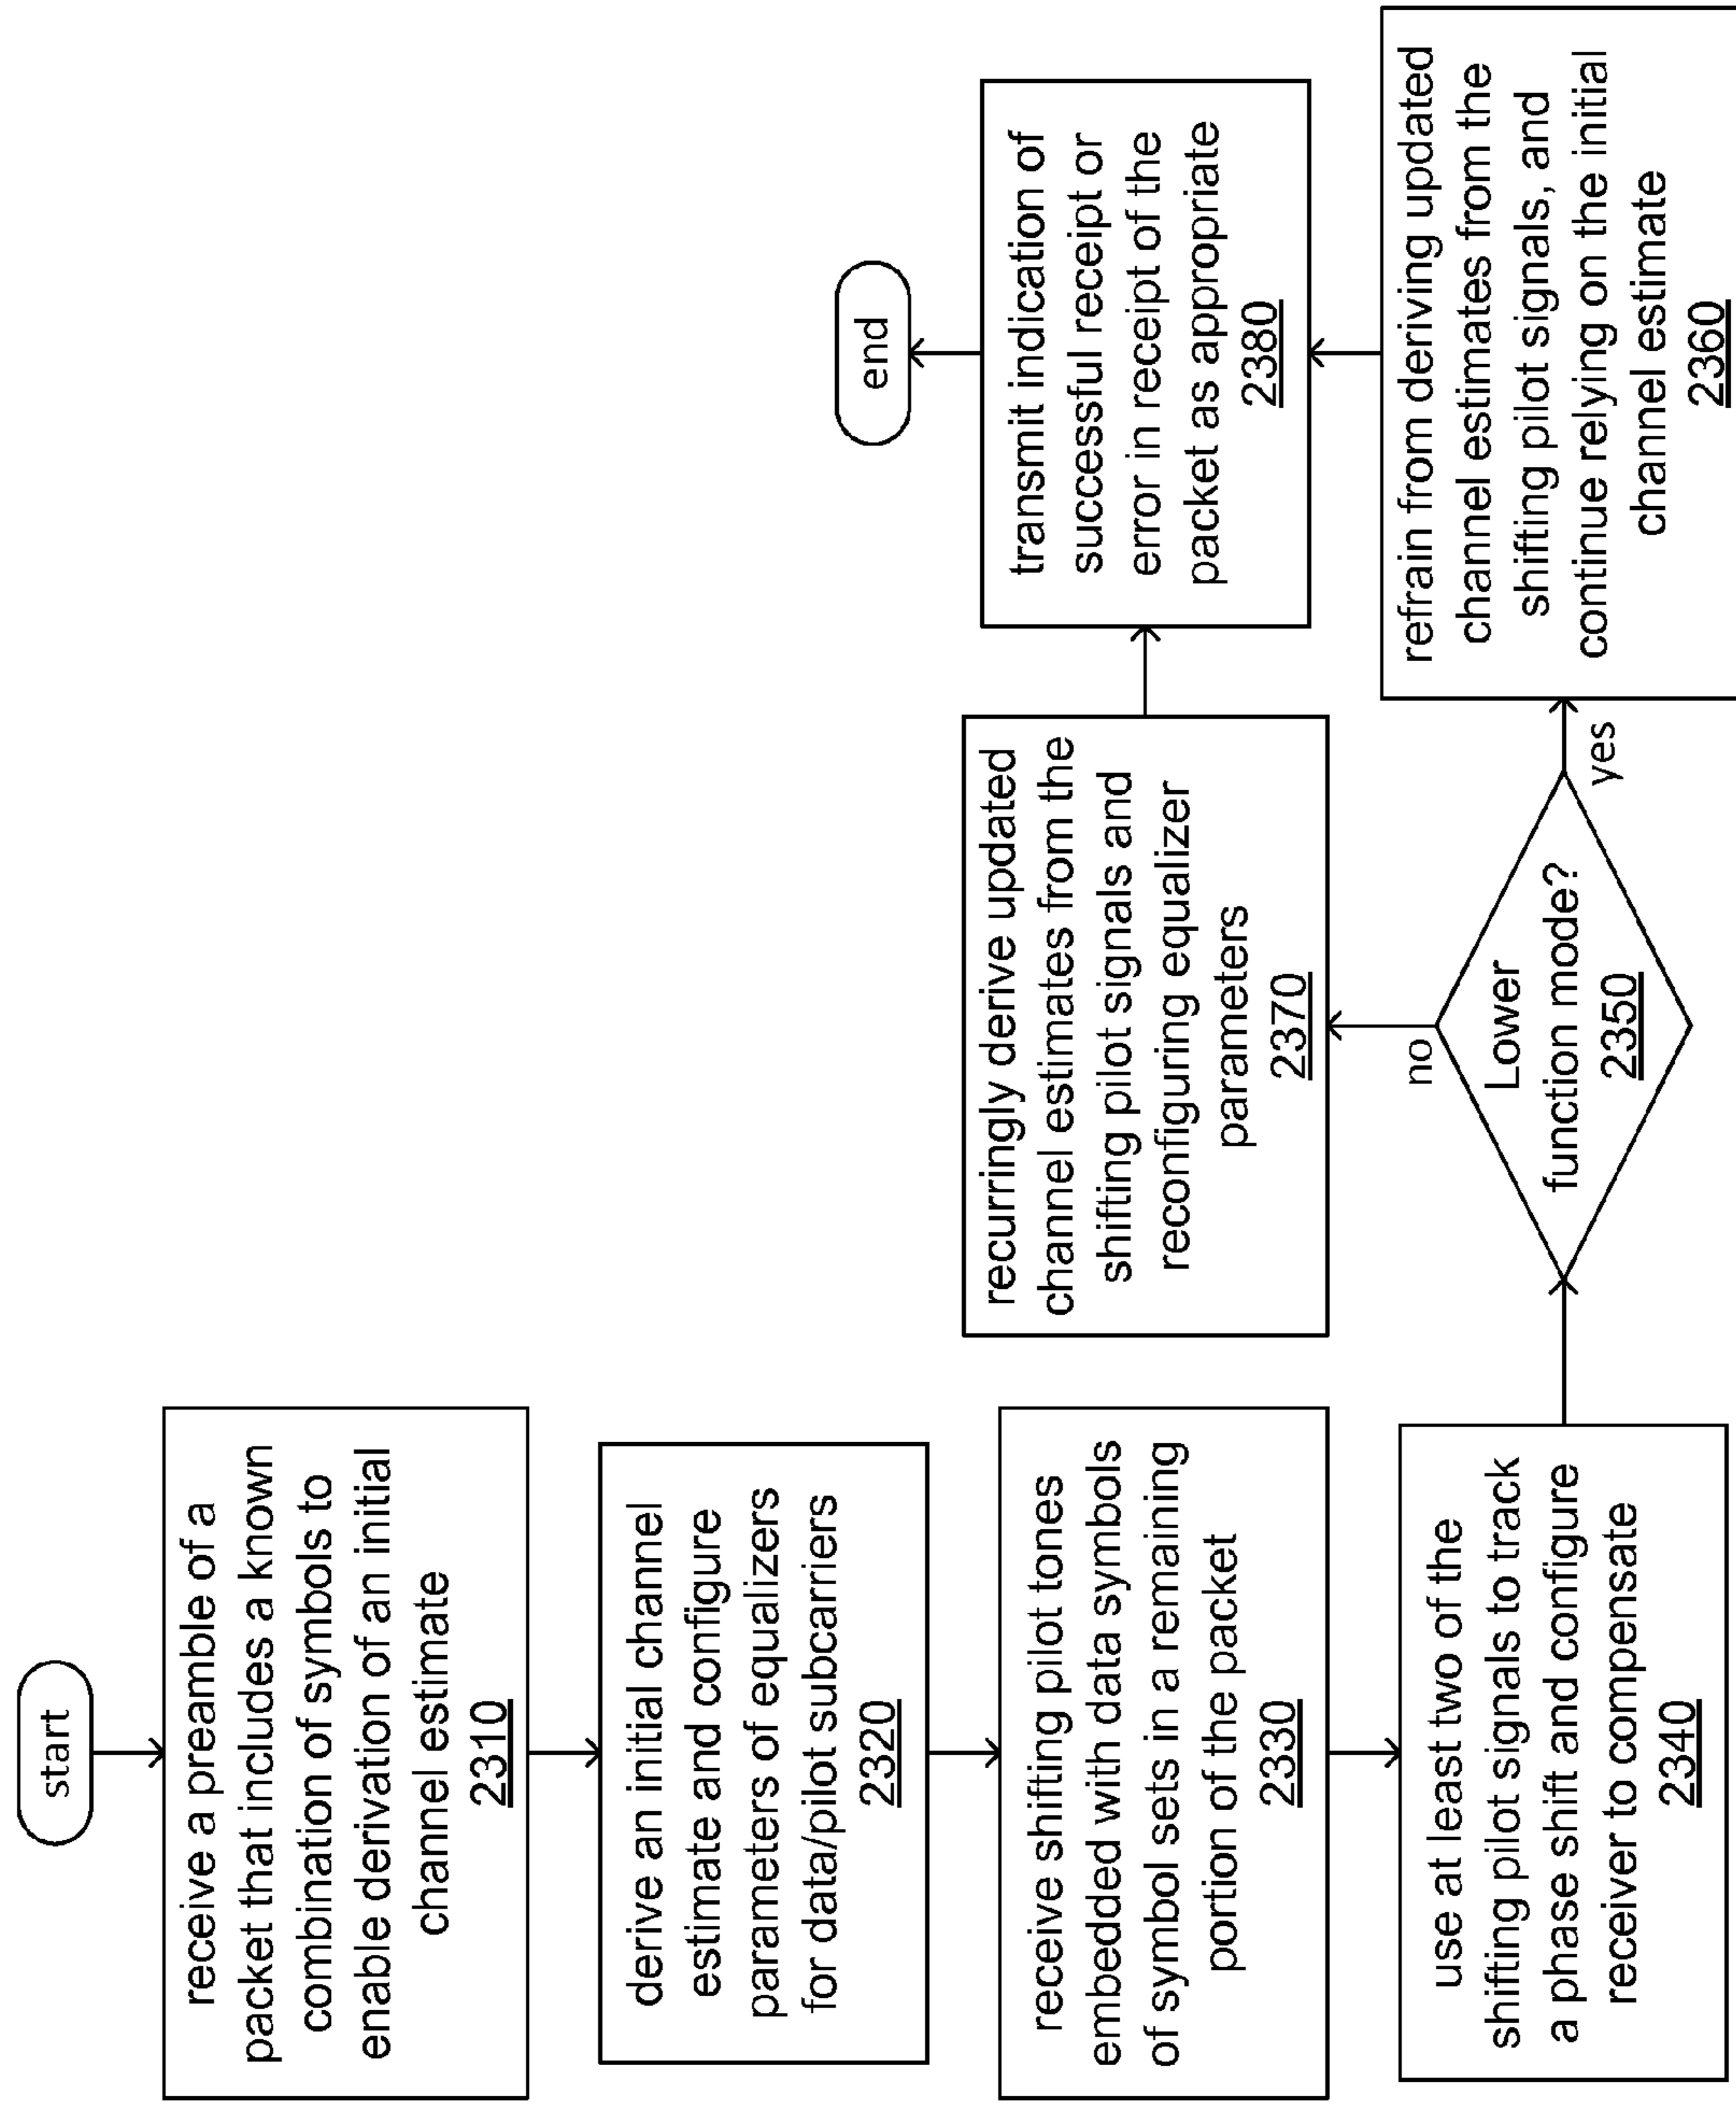 start
receive a preamble of a
packet that includes a known
combination of symbols to
enable derivation of an initial
channel estimate
2310
derive an initial channel
estimate and configure
parameters of equalizers
for data/pilot subcarriers
2320
receive shifting pilot tones
embedded with data symbols
of symbol sets in a remaining
portion of the packet
2330
use at least two of the
shifting pilot signals to track
a phase shift and configure
receiver to compensate
2340
Lower
function mode?
2350
no
yes
recurringly derive updated
channel estimates from the
shifting pilot signals and
reconfiguring equalizer
parameters
2370
refrain from deriving updated
channel estimates from the
shifting pilot signals, and
continue relying on the initial
channel estimate
2360
transmit indication of
successful receipt or
error in receipt of the
packet as appropriate
2380
end